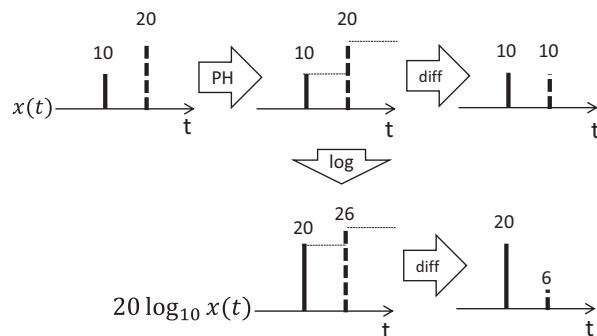 20 20
10 PH 10 diff 10 10
x(t)
t t t
log
20 26 20
diff 6
20 log₁₀ x(t)
t t